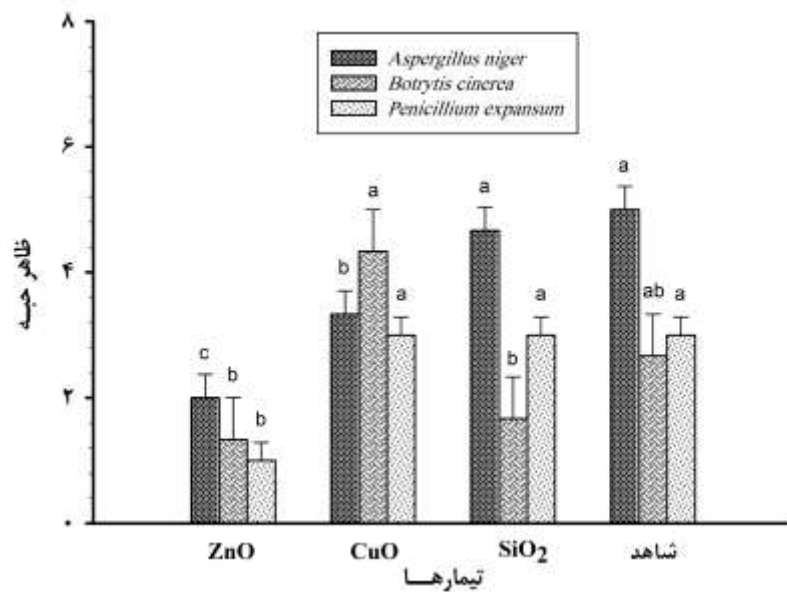 ۸
۶
۴
۲
۰
ظاهر حبه
Aspergillus niger
Botrytis cinerea
Penicillium expansum
c
b
b
b
a
a
a
b
a
a
ab
a
ZnO
CuO
SiO₂
شاهد
تیمارها